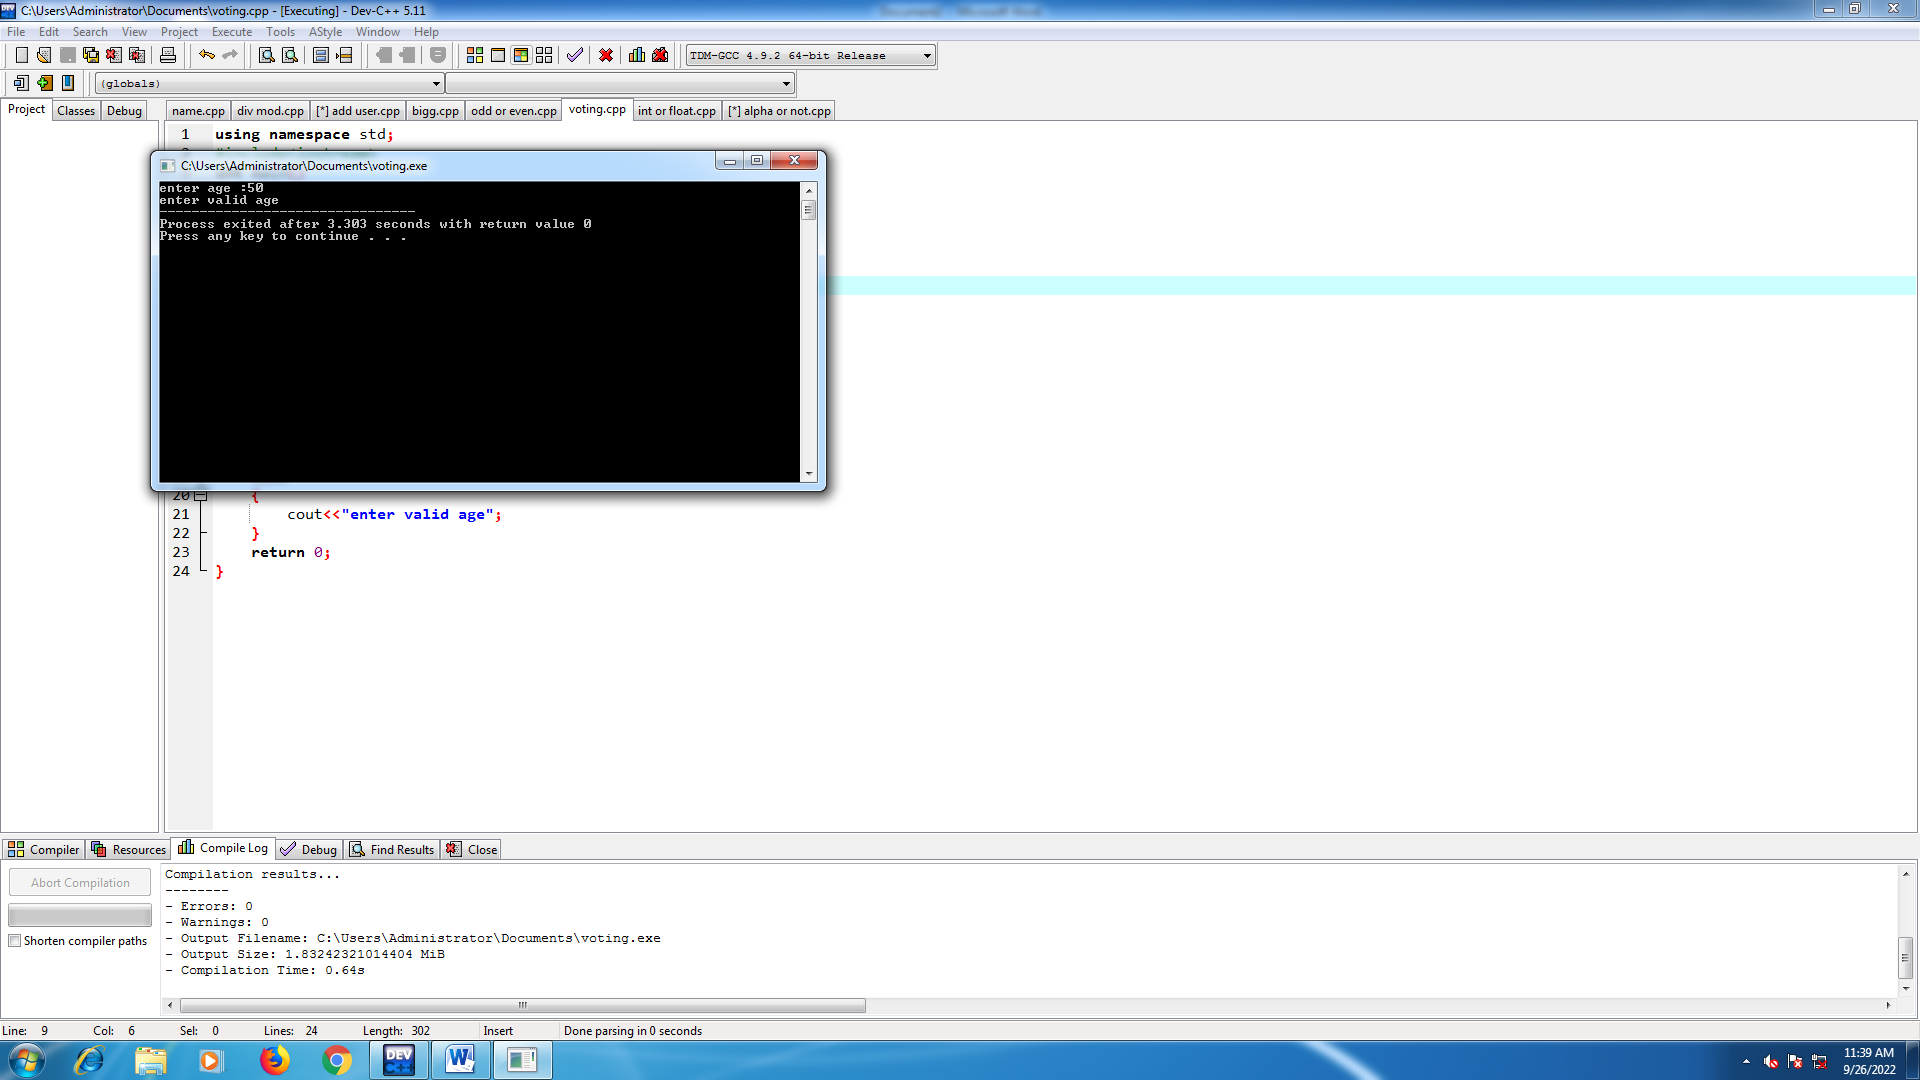 C:\Users\Administrator\Documents\voting.cpp - [Executing] - Dev-C++ 5.11
File Edit Search View Project Execute Tools AStyle Window Help
TDM-GCC 4.9.2 64-bit Release
(globals)
Project Classes Debug
name.cpp div mod.cpp [*] add user.cpp bigg.cpp odd or even.cpp voting.cpp int or float.cpp [*] alpha or not.cpp
1 using namespace std;
C:\Users\Administrator\Documents\voting.exe
enter age :50
enter valid age
--------------------------------
Process exited after 3.303 seconds with return value 0
Press any key to continue . . .
20 {
21 cout<<"enter valid age";
22 }
23 return 0;
24 }
Compiler Resources Compile Log Debug Find Results Close
Abort Compilation
Shorten compiler paths
Compilation results...
--------
- Errors: 0
- Warnings: 0
- Output Filename: C:\Users\Administrator\Documents\voting.exe
- Output Size: 1.83242321014404 MiB
- Compilation Time: 0.64s
Line: 9 Col: 6 Sel: 0 Lines: 24 Length: 302 Insert Done parsing in 0 seconds
DEV C++
W
11:39 AM
9/26/2022